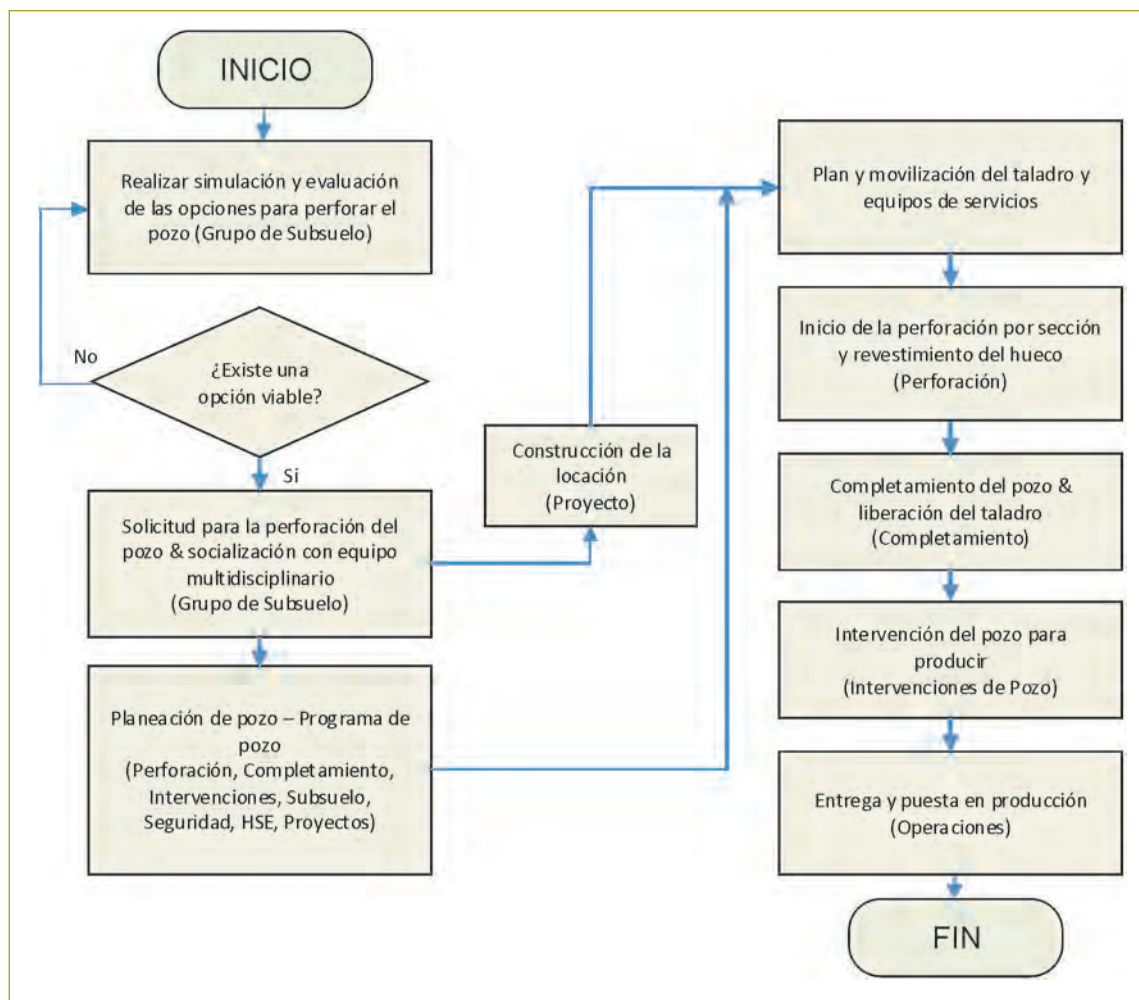 INICIO
Realizar simulación y evaluación
de las opciones para perforar el
pozo (Grupo de Subsuelo)
No
¿Existe una
opción viable?
Si
Solicitud para la perforación del
pozo & socialización con equipo
multidisciplinario
(Grupo de Subsuelo)
Planeación de pozo – Programa de
pozo
(Perforación, Completamiento,
Intervenciones, Subsuelo,
Seguridad, HSE, Proyectos)
Construcción de la
locación
(Proyecto)
Plan y movilización del taladro y
equipos de servicios
Inicio de la perforación por sección
y revestimiento del hueco
(Perforación)
Completamiento del pozo &
liberación del taladro
(Completamiento)
Intervención del pozo para
producir
(Intervenciones de Pozo)
Entrega y puesta en producción
(Operaciones)
FIN